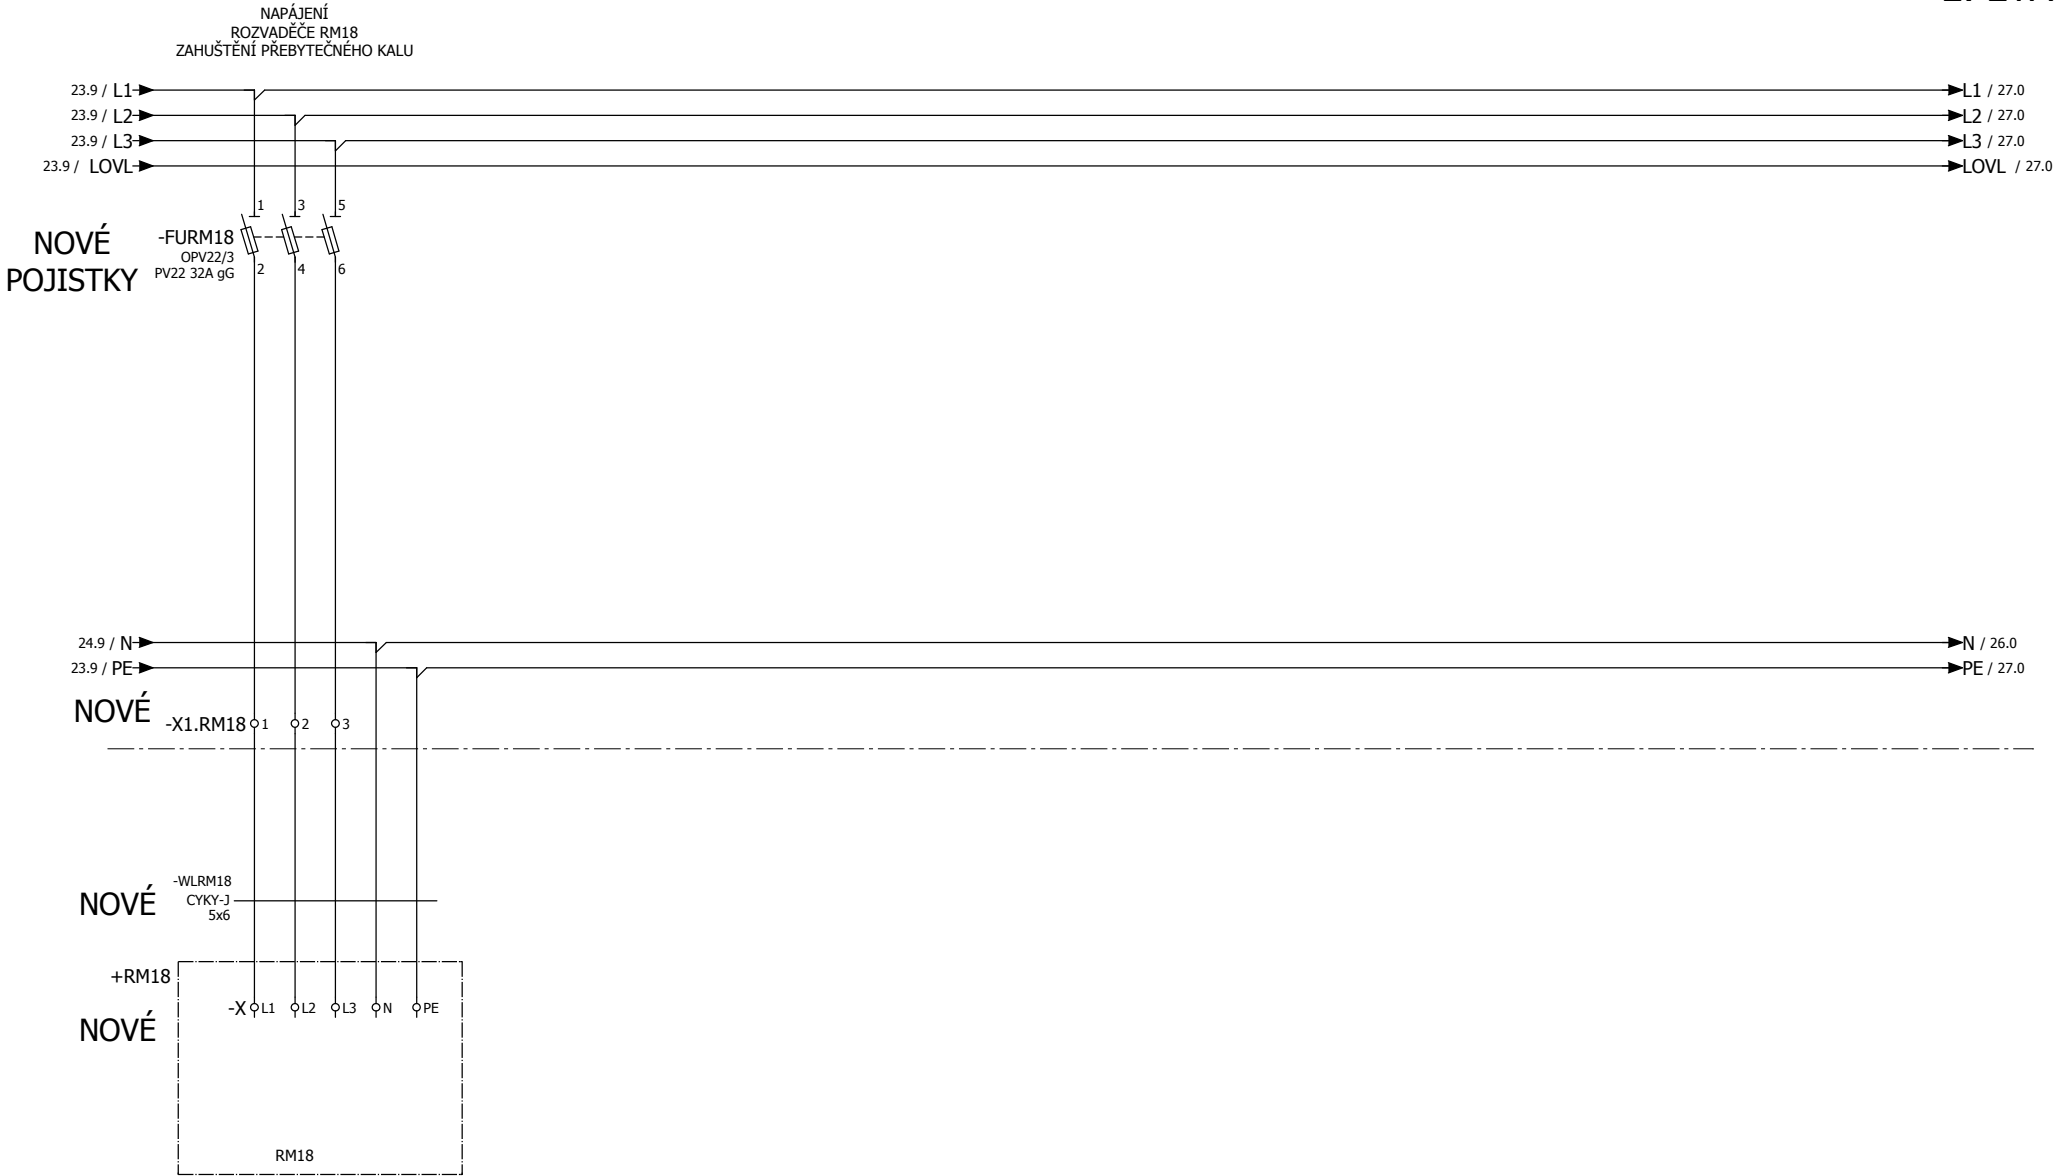 NAPÁJENÍ
ROZVADĚČE RM18
ZAHUŠTĚNÍ PŘEBYTEČNÉHO KALU
23.9 / L1
L1 / 27.0
23.9 / L2
L2 / 27.0
23.9 / L3
L3 / 27.0
23.9 / LOVL
LOVL / 27.0
1 3 5
NOVÉ
POJISTKY
-FURM18
OPV22/3
PV22 32A gG
2 4 6
24.9 / N
N / 26.0
23.9 / PE
PE / 27.0
NOVÉ
-X1.RM18 1 2 3
NOVÉ
-WLRM18
CYKY-J
5x6
+RM18
NOVÉ
-X L1 L2 L3 N PE
RM18